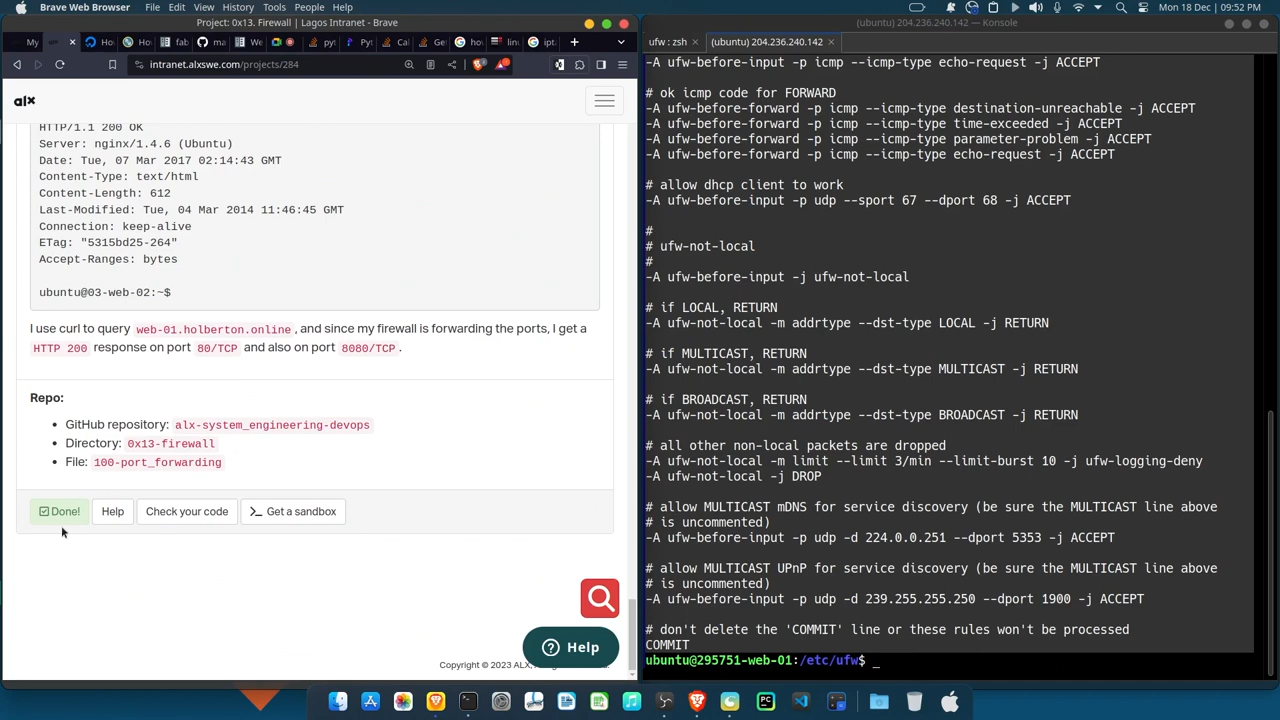 Brave Web Browser File Edit View History Tools People Help
Mon 18 Dec | 09:52 PM
Project: 0x13. Firewall | Lagos Intranet - Brave
My
Ho
Ho
fab
ma
We
pyt
Pyt
Cal
Get
ho
lin
ipt
intranet.alxswe.com/projects/284
alx
HTTP/1.1 200 OK
Server: nginx/1.4.6 (Ubuntu)
Date: Tue, 07 Mar 2017 02:14:43 GMT
Content-Type: text/html
Content-Length: 612
Last-Modified: Tue, 04 Mar 2014 11:46:45 GMT
Connection: keep-alive
ETag: "5315bd25-264"
Accept-Ranges: bytes
ubuntu@03-web-02:~$
I use curl to query web-01.holberton.online , and since my firewall is forwarding the ports, I get a
HTTP 200 response on port 80/TCP and also on port 8080/TCP .
Repo:
• GitHub repository: alx-system_engineering-devops
• Directory: 0x13-firewall
• File: 100-port_forwarding
Done! Help Check your code >_ Get a sandbox
Help
Copyright © 2023 ALX,
(ubuntu) 204.236.240.142 — Konsole
ufw : zsh
(ubuntu) 204.236.240.142
-A ufw-before-input -p icmp --icmp-type echo-request -j ACCEPT
# ok icmp code for FORWARD
-A ufw-before-forward -p icmp --icmp-type destination-unreachable -j ACCEPT
-A ufw-before-forward -p icmp --icmp-type time-exceeded -j ACCEPT
-A ufw-before-forward -p icmp --icmp-type parameter-problem -j ACCEPT
-A ufw-before-forward -p icmp --icmp-type echo-request -j ACCEPT
# allow dhcp client to work
-A ufw-before-input -p udp --sport 67 --dport 68 -j ACCEPT
#
# ufw-not-local
#
-A ufw-before-input -j ufw-not-local
# if LOCAL, RETURN
-A ufw-not-local -m addrtype --dst-type LOCAL -j RETURN
# if MULTICAST, RETURN
-A ufw-not-local -m addrtype --dst-type MULTICAST -j RETURN
# if BROADCAST, RETURN
-A ufw-not-local -m addrtype --dst-type BROADCAST -j RETURN
# all other non-local packets are dropped
-A ufw-not-local -m limit --limit 3/min --limit-burst 10 -j ufw-logging-deny
-A ufw-not-local -j DROP
# allow MULTICAST mDNS for service discovery (be sure the MULTICAST line above
# is uncommented)
-A ufw-before-input -p udp -d 224.0.0.251 --dport 5353 -j ACCEPT
# allow MULTICAST UPnP for service discovery (be sure the MULTICAST line above
# is uncommented)
-A ufw-before-input -p udp -d 239.255.255.250 --dport 1900 -j ACCEPT
# don't delete the 'COMMIT' line or these rules won't be processed
COMMIT
ubuntu@295751-web-01:/etc/ufw$ _